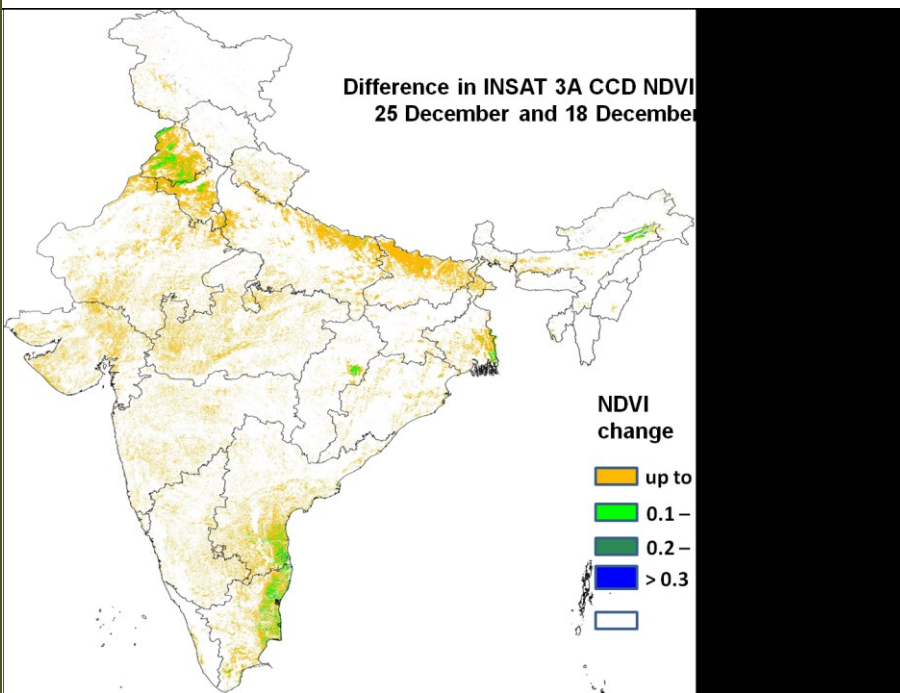 Difference in INSAT 3A CCD NDVI
25 December and 18 December
NDVI
change
up to
0.1 –
0.2 –
> 0.3